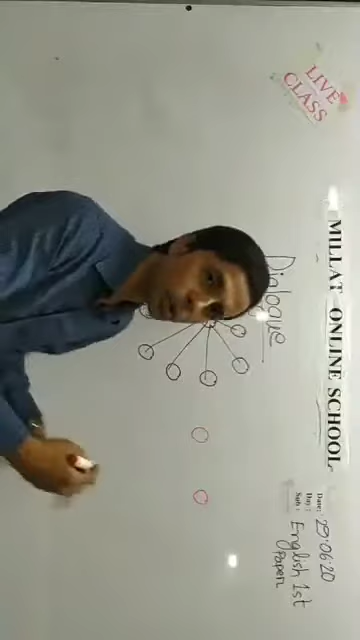 LIVE
CLASS
MILLAT ONLINE SCHOOL
Date: 29.06.20
Day:
Sub: English 1st
Paper
Dialogue